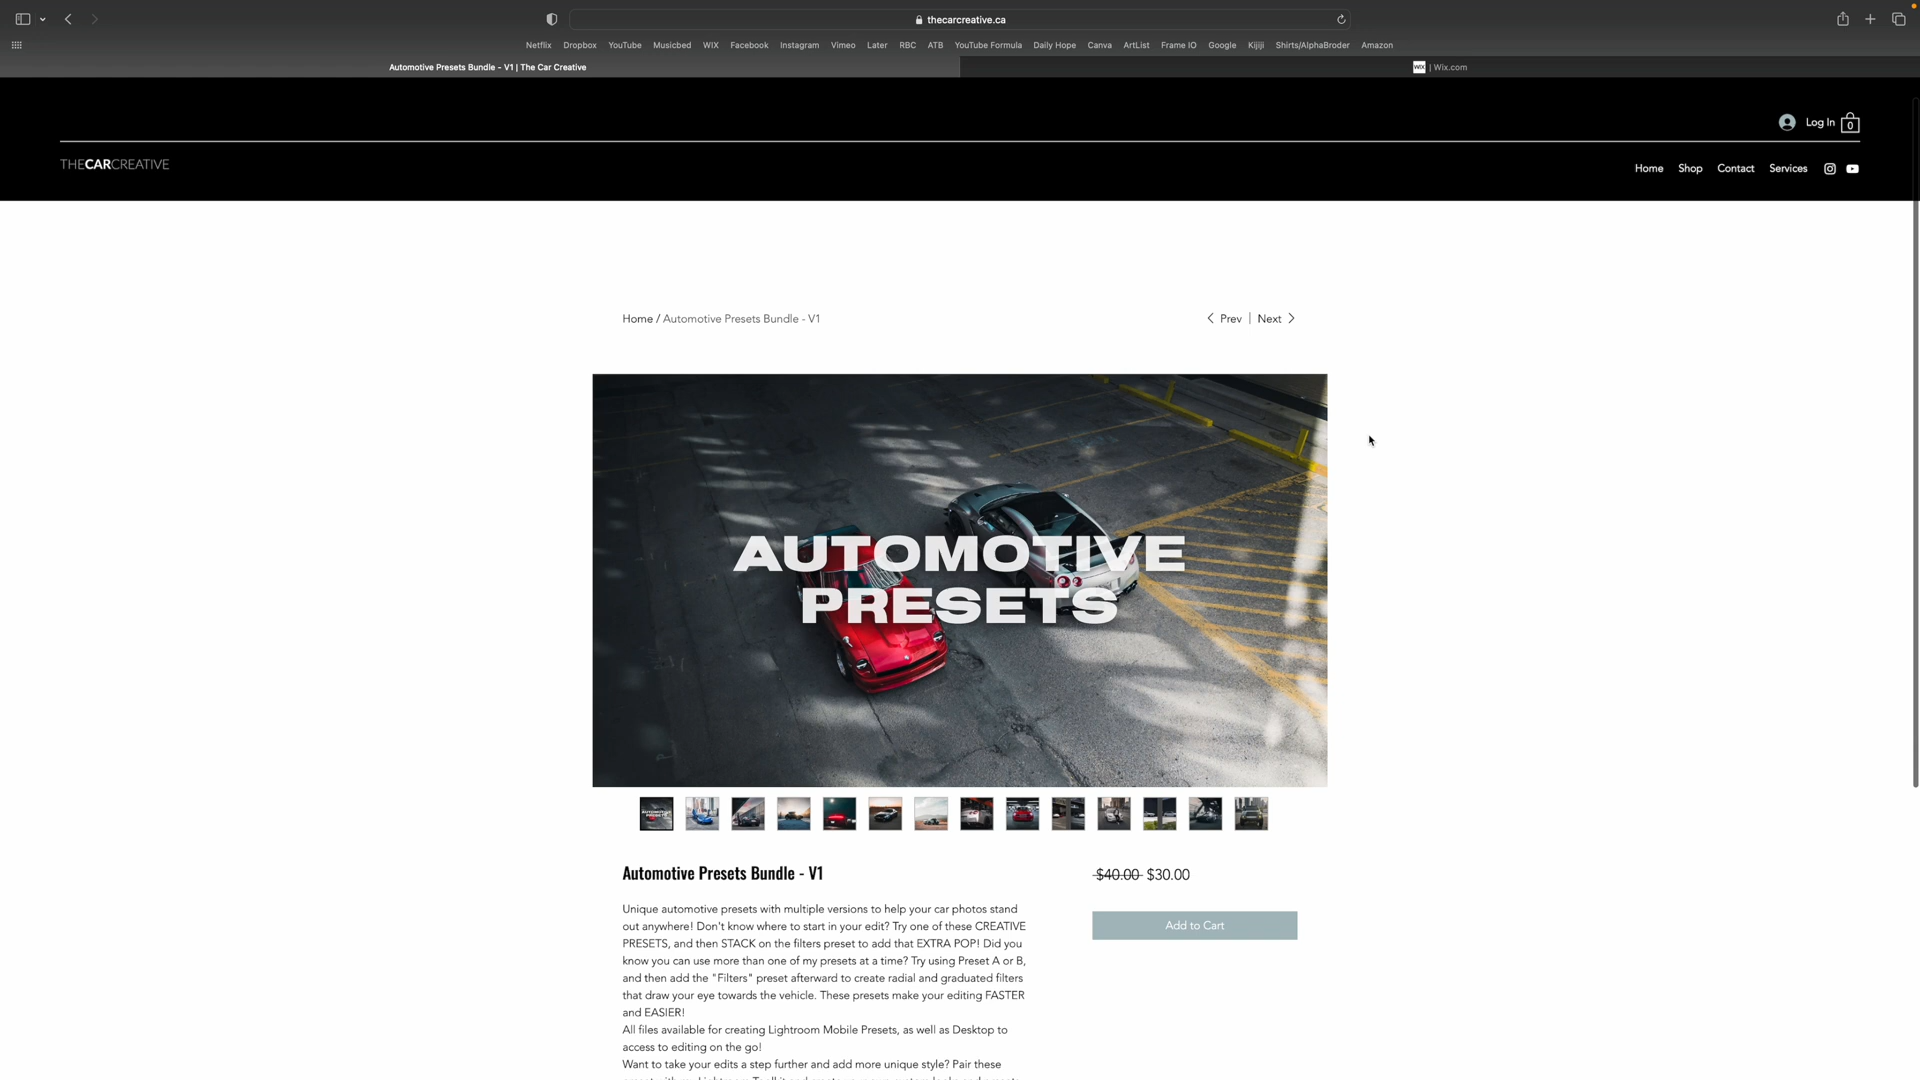 thecarcreative.ca
Netflix Dropbox YouTube Musicbed WIX Facebook Instagram Vimeo Later RBC ATB YouTube Formula Daily Hope Canva ArtList Frame IO Google Kijiji Shirts/AlphaBroder Amazon
Automotive Presets Bundle - V1 | The Car Creative
WIX | Wix.com
Log In 0
THECARCREATIVE
Home Shop Contact Services
Home / Automotive Presets Bundle - V1
Prev | Next
AUTOMOTIVE
PRESETS
Automotive Presets Bundle - V1
$40.00 $30.00
Add to Cart
Unique automotive presets with multiple versions to help your car photos stand
out anywhere! Don't know where to start in your edit? Try one of these CREATIVE
PRESETS, and then STACK on the filters preset to add that EXTRA POP! Did you
know you can use more than one of my presets at a time? Try using Preset A or B,
and then add the "Filters" preset afterward to create radial and graduated filters
that draw your eye towards the vehicle. These presets make your editing FASTER
and EASIER!
All files available for creating Lightroom Mobile Presets, as well as Desktop to
access to editing on the go!
Want to take your edits a step further and add more unique style? Pair these